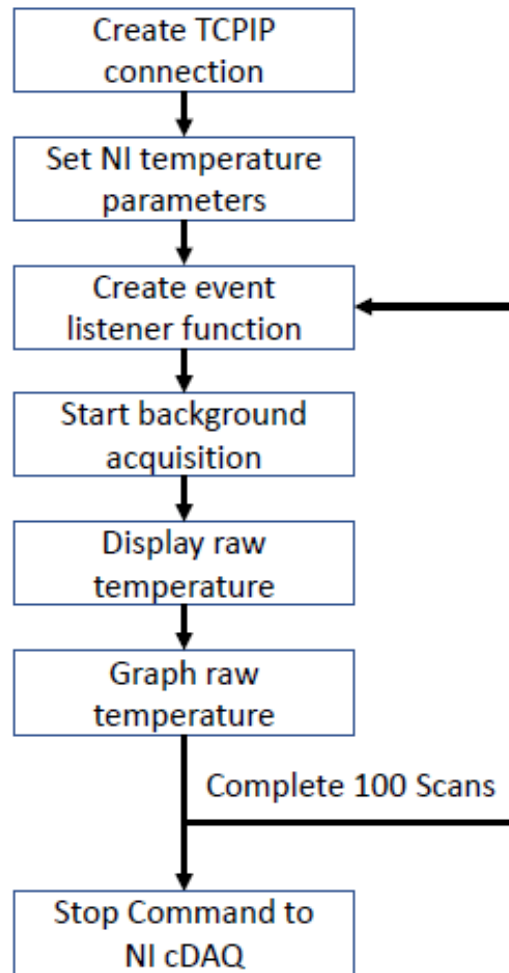 Create TCPIP
connection
Set NI temperature
parameters
Create event
listener function
Start background
acquisition
Display raw
temperature
Graph raw
temperature
Complete 100 Scans
Stop Command to
NI cDAQ